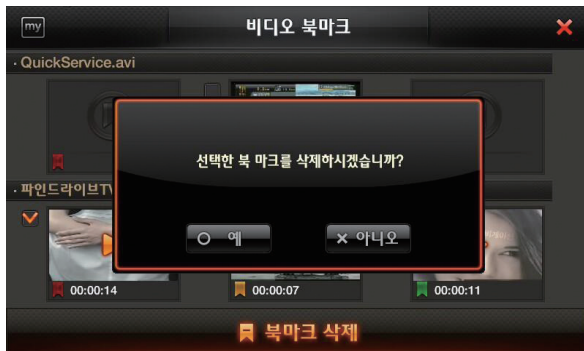 my
비디오 북마크
· QuickService.avi
선택한 북 마크를 삭제하시겠습니까?
· 파인드라이브TV
예
아니오
00:00:14
00:00:07
00:00:11
북마크 삭제